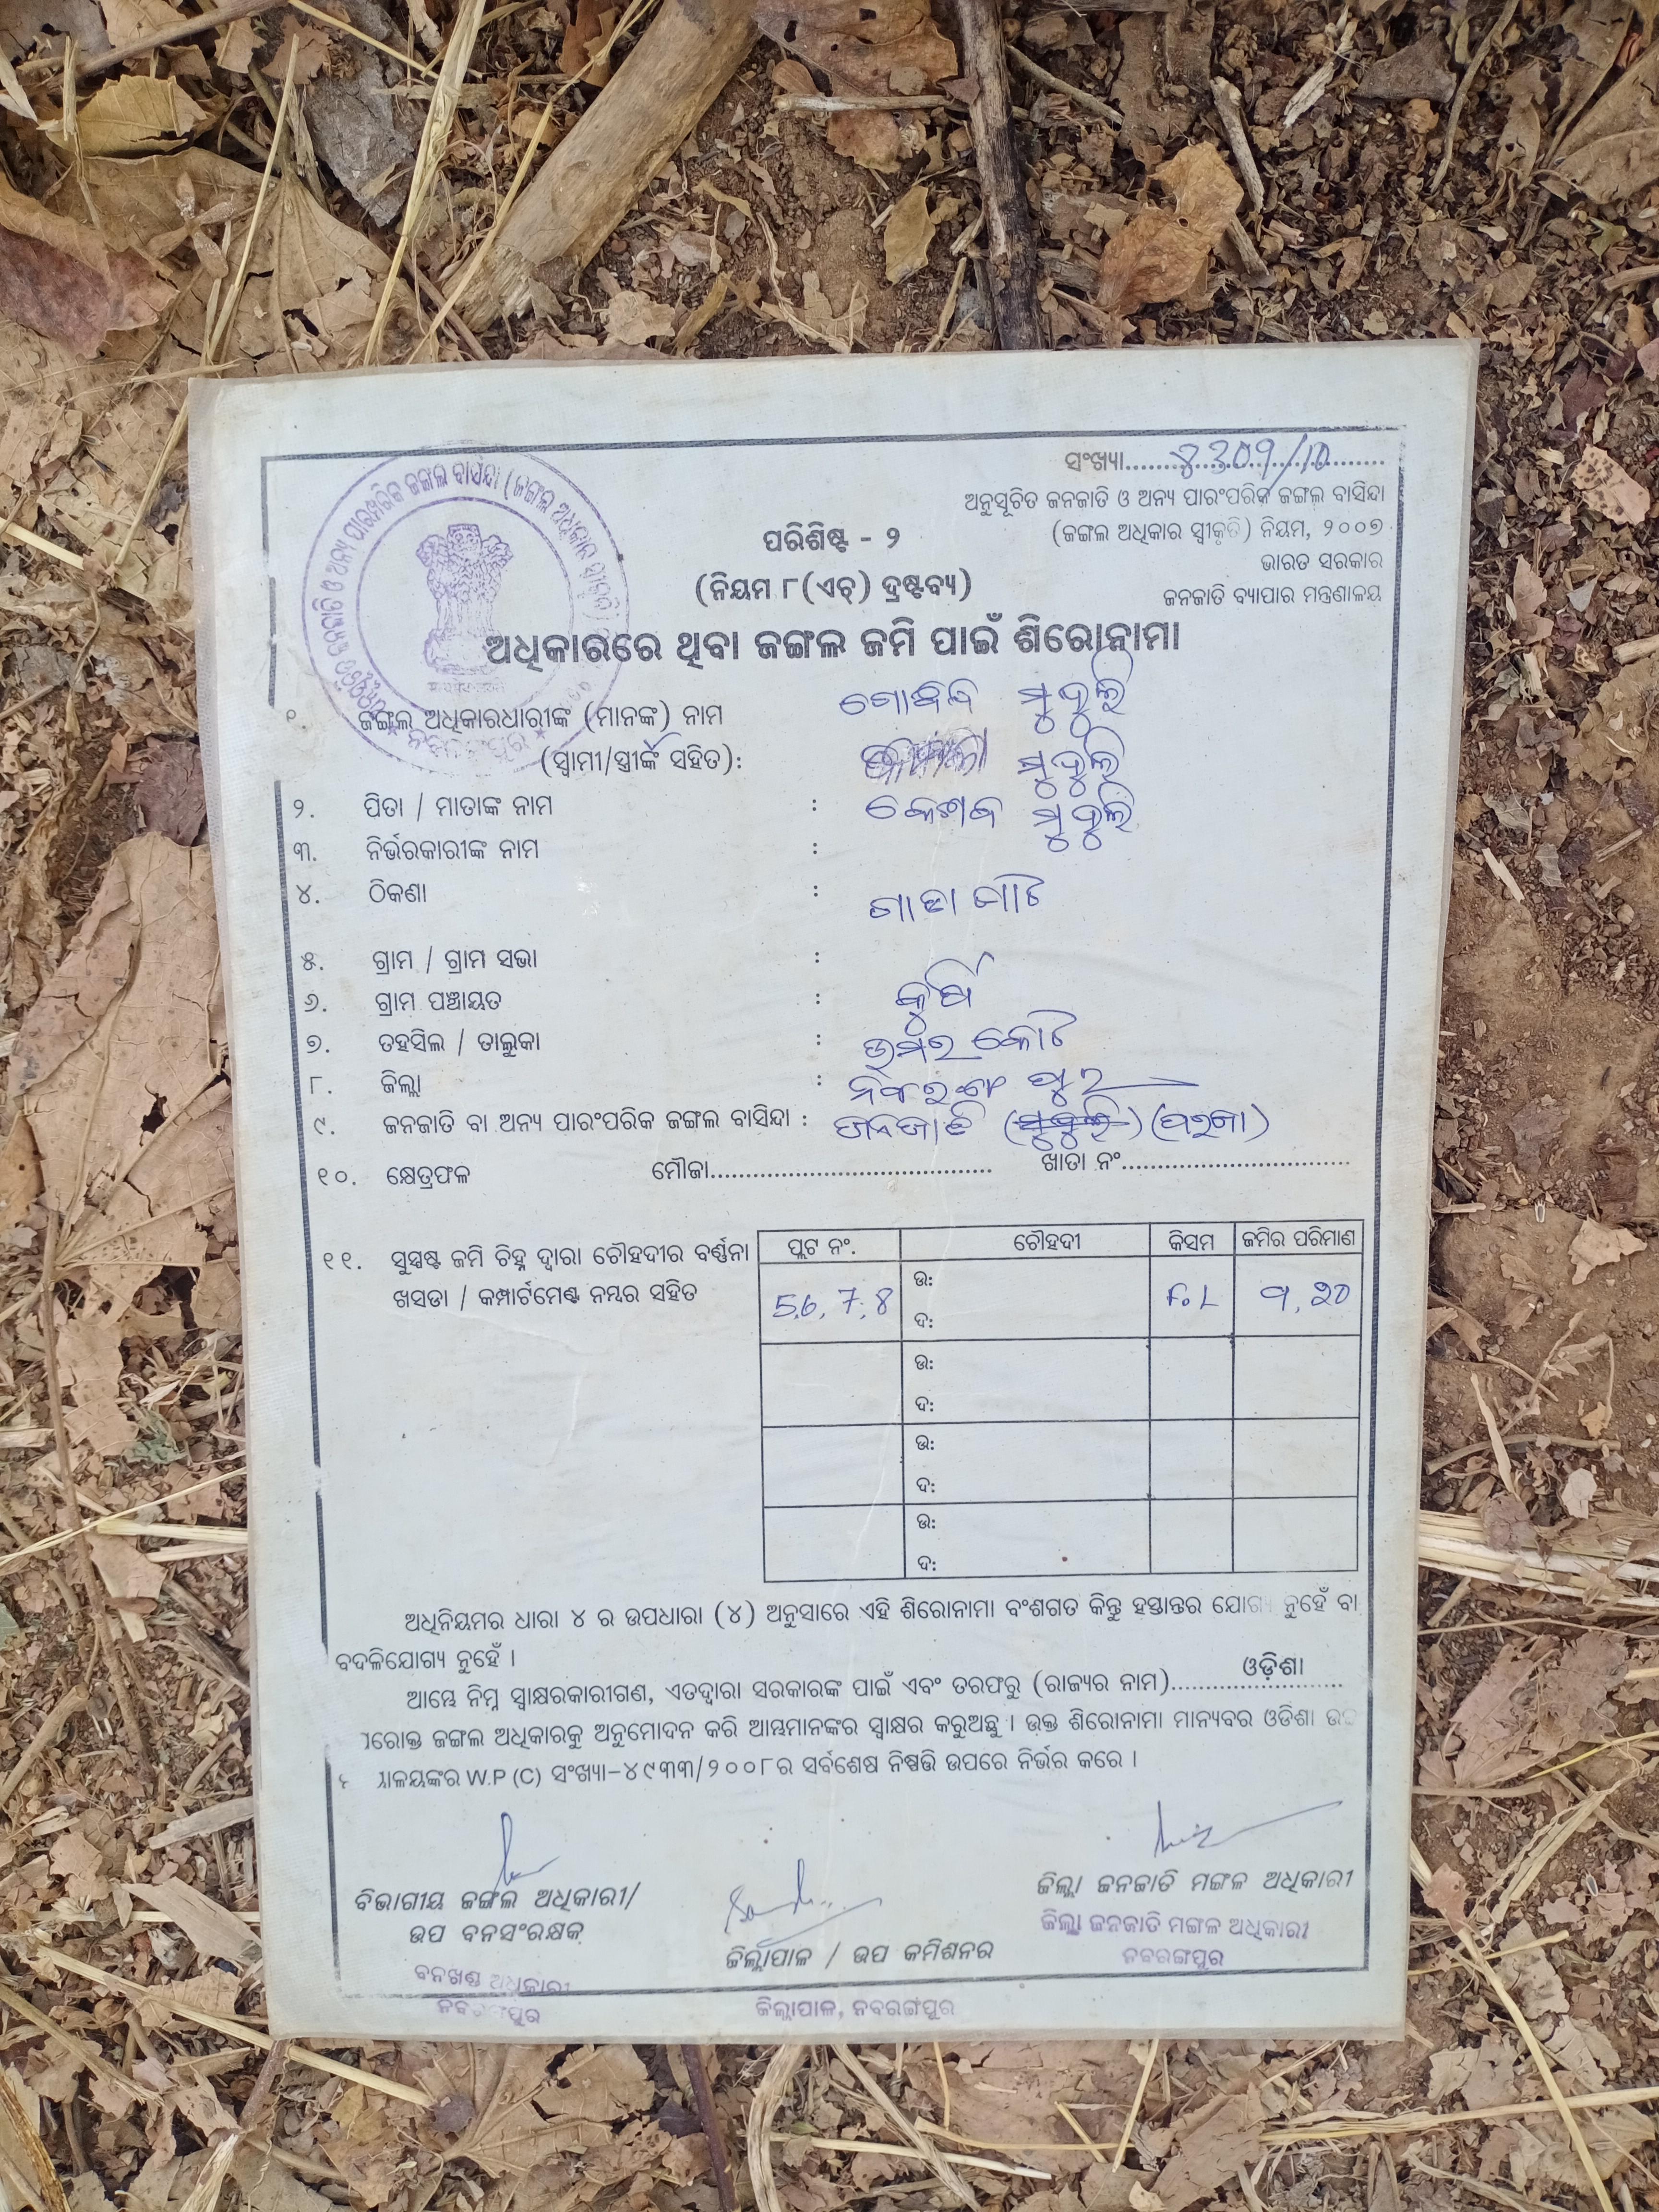 ସଂଖ୍ୟା........8309/10........
ଅନୁସୂଚିତ ଜନଜାତି ଓ ଅନ୍ୟ ପାରଂପରିକ ଜଙ୍ଗଲ ବାସିନ୍ଦା
(ଜଙ୍ଗଲ ଅଧିକାର ସ୍ୱୀକୃତି) ନିୟମ, ୨୦୦୭
ଭାରତ ସରକାର
ଜନଜାତି ବ୍ୟାପାର ମନ୍ତ୍ରଣାଳୟ
ପରିଶିଷ୍ଟ - ୨
(ନିୟମ ୮(ଏଚ୍) ଦ୍ରଷ୍ଟବ୍ୟ)
ଅଧିକାରରେ ଥିବା ଜଙ୍ଗଲ ଜମି ପାଇଁ ଶିରୋନାମା
୧. ଜଙ୍ଗଲ ଅଧିକାରଧାରୀଙ୍କ (ମାନଙ୍କ) ନାମ ଗୋବିନ୍ଦ ମୁଦୁଲି
(ସ୍ୱାମୀ/ସ୍ତ୍ରୀଙ୍କ ସହିତ): ମୁଦୁଲି
୨. ପିତା / ମାତାଙ୍କ ନାମ : କେଶବ ମୁଦୁଲି
୩. ନିର୍ଭରକାରୀଙ୍କ ନାମ :
୪. ଠିକଣା :
୫. ଗ୍ରାମ / ଗ୍ରାମ ସଭା :
୬. ଗ୍ରାମ ପଞ୍ଚାୟତ : କୁର୍ସି
୭. ତହସିଲ / ତାଲୁକା : ଉମରକୋଟ
୮. ଜିଲ୍ଲା : ନବରଙ୍ଗପୁର
୯. ଜନଜାତି ବା ଅନ୍ୟ ପାରଂପରିକ ଜଙ୍ଗଲ ବାସିନ୍ଦା : ଜନଜାତି (ମୁଦୁଲି) (ପରଜା)
୧୦. କ୍ଷେତ୍ରଫଳ ମୌଜା........ ଖାତା ନଂ........
୧୧. ସୁସ୍ପଷ୍ଟ ଜମି ଚିହ୍ନ ଦ୍ୱାରା ଚୌହଦୀର ବର୍ଣ୍ଣନା
ଖସଡା / କମ୍ପାର୍ଟମେଣ୍ଟ ନମ୍ବର ସହିତ
ପ୍ଲଟ ନଂ. ଚୌହଦୀ କିସମ ଜମିର ପରିମାଣ
5,6, 7,8 ଉ: F.L ୩.୨୦
ଦ:
ଉ:
ଦ:
ଉ:
ଦ:
ଉ:
ଦ:
ଅଧିନିୟମର ଧାରା ୪ ର ଉପଧାରା (୪) ଅନୁସାରେ ଏହି ଶିରୋନାମା ବଂଶଗତ କିନ୍ତୁ ହସ୍ତାନ୍ତର ଯୋଗ୍ୟ ନୁହେଁ ବା
ବଦଳିଯୋଗ୍ୟ ନୁହେଁ ।
ଆମ୍ଭେ ନିମ୍ନ ସ୍ୱାକ୍ଷରକାରୀଗଣ, ଏତଦ୍ୱାରା ସରକାରଙ୍କ ପାଇଁ ଏବଂ ତରଫରୁ (ରାଜ୍ୟର ନାମ)........ଓଡ଼ିଶା........
ଜଙ୍ଗଲ ଅଧିକାରକୁ ଅନୁମୋଦନ କରି ଆମ୍ଭମାନଙ୍କର ସ୍ୱାକ୍ଷର କରୁଅଛୁ । ଉକ୍ତ ଶିରୋନାମା ମାନ୍ୟବର ଓଡିଶା
W.P (C) ସଂଖ୍ୟା-୪୯୩୩/୨୦୦୮ର ସର୍ବଶେଷ ନିଷ୍ପତ୍ତି ଉପରେ ନିର୍ଭର କରେ ।
ବିଭାଗୀୟ ଜଙ୍ଗଲ ଅଧିକାରୀ/
ଉପ ବନସଂରକ୍ଷକ
ବନଖଣ୍ଡ ଅଧିକାରୀ
ନବରଙ୍ଗପୁର
ଜିଲ୍ଲାପାଳ / ଉପ କମିଶନର
ଜିଲ୍ଲାପାଳ, ନବରଙ୍ଗପୁର
ଜିଲ୍ଲା ଜନଜାତି ମଙ୍ଗଳ ଅଧିକାରୀ
ଜିଲ୍ଲା ଜନଜାତି ମଙ୍ଗଳ ଅଧିକାରୀ
ନବରଙ୍ଗପୁର